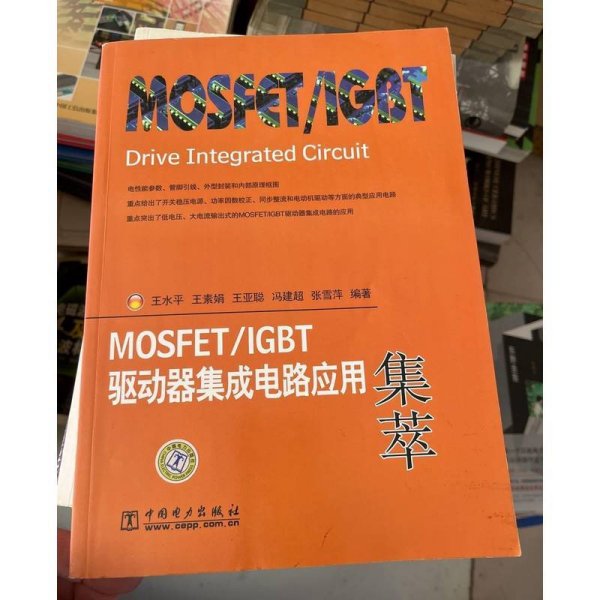 MOSFET/IGBT
Drive Integrated Circuit
电性能参数、管脚引线、外型封装和内部原理框图
重点给出了开关稳压电源、功率因数校正、同步整流和电动机驱动等方面的典型应用电路
重点突出了低电压、大电流输出式的MOSFET/IGBT驱动器集成电路的应用
王水平 王素娟 王亚聪 冯建超 张雪萍 编著
MOSFET/IGBT
驱动器集成电路应用
集萃
中国电力出版社
www.cepp.com.cn